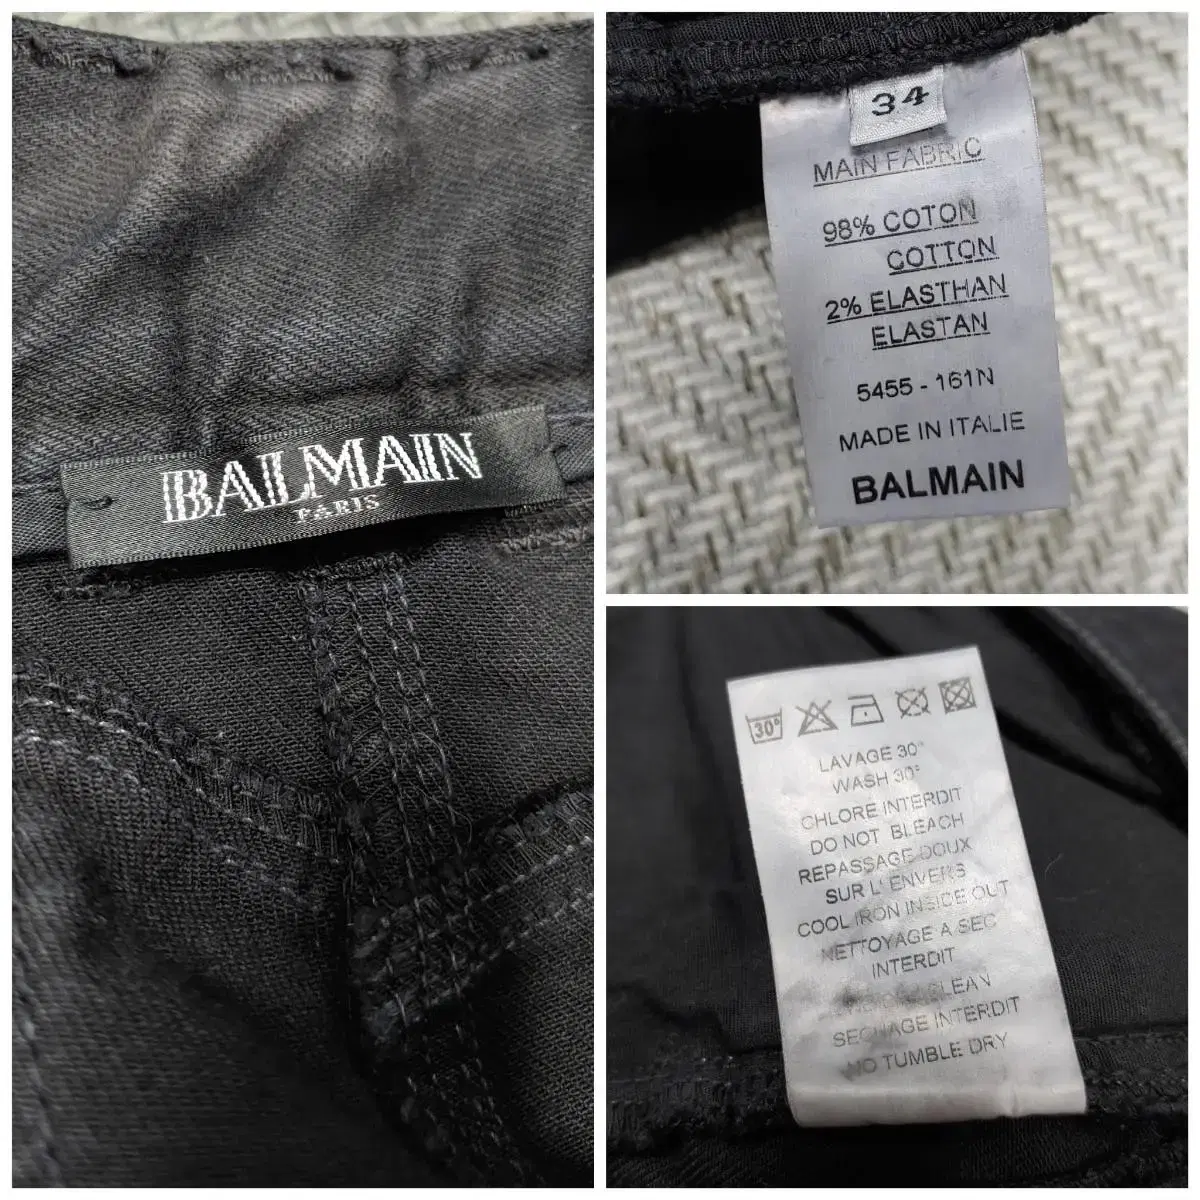 BALMAIN
PARIS
34
MAIN FABRIC
98% COTON
COTTON
2% ELASTHAN
ELASTAN
5455 - 161N
MADE IN ITALIE
BALMAIN
30°
LAVAGE 30°
WASH 30°
CHLORE INTERDIT
DO NOT BLEACH
REPASSAGE DOUX
SUR L' ENVERS
COOL IRON INSIDE OUT
NETTOYAGE A SEC
INTERDIT
CLEAN
SECHAGE INTERDIT
NO TUMBLE DRY